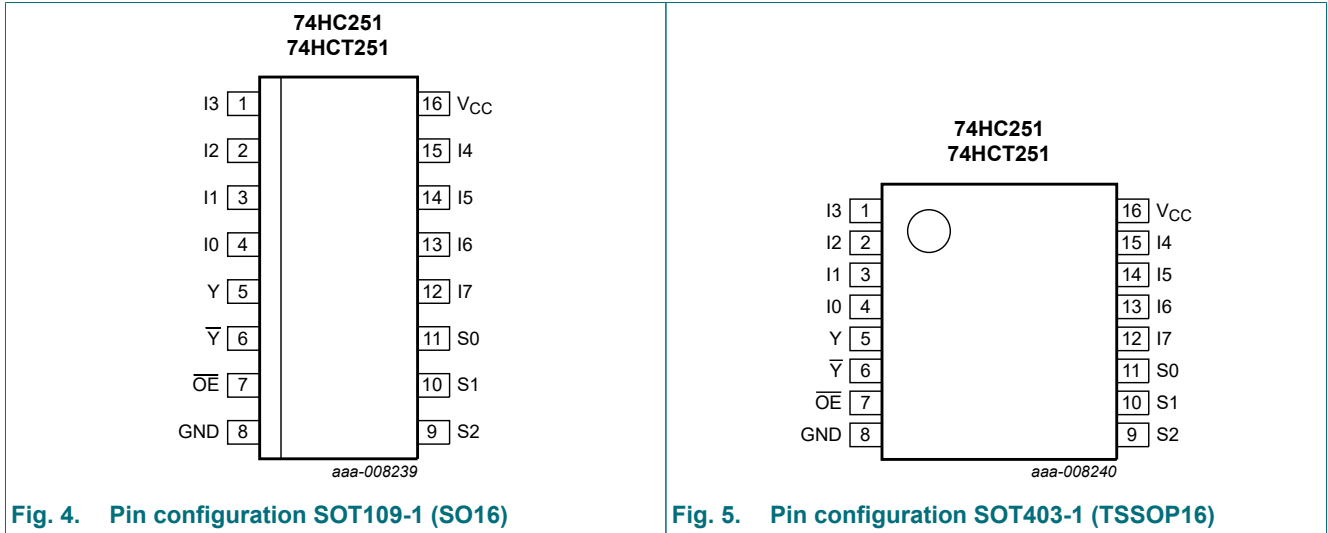 74HC251
74HCT251
I3 1 16 VCC
I2 2 15 I4
I1 3 14 I5
I0 4 13 I6
Y 5 12 I7
Y̅ 6 11 S0
O̅E̅ 7 10 S1
GND 8 9 S2
aaa-008239
Fig. 4. Pin configuration SOT109-1 (SO16)
74HC251
74HCT251
I3 1 16 VCC
I2 2 15 I4
I1 3 14 I5
I0 4 13 I6
Y 5 12 I7
Y̅ 6 11 S0
O̅E̅ 7 10 S1
GND 8 9 S2
aaa-008240
Fig. 5. Pin configuration SOT403-1 (TSSOP16)